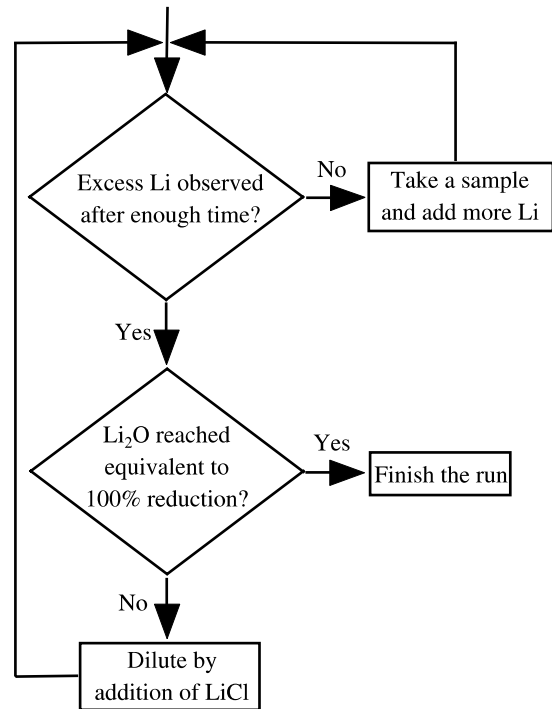 Excess Li observed
after enough time?
No
Take a sample
and add more Li
Yes
Li₂O reached
equivalent to
100% reduction?
Yes
Finish the run
No
Dilute by
addition of LiCl